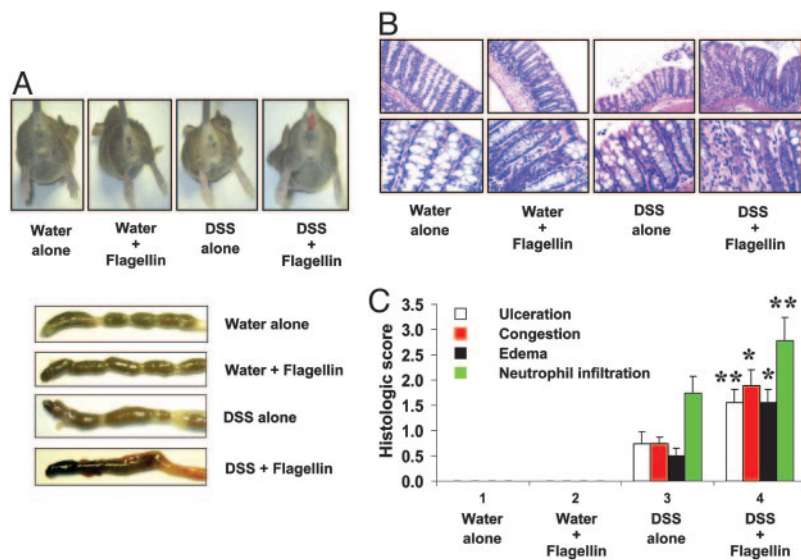 A
Water
alone
Water
+
Flagellin
DSS
alone
DSS
+
Flagellin
Water alone
Water + Flagellin
DSS alone
DSS + Flagellin
B
Water
alone
Water
+
Flagellin
DSS
alone
DSS
+
Flagellin
C
Histologic score
3.5
3.0
2.5
2.0
1.5
1.0
0.5
0.0
Ulceration
Congestion
Edema
Neutrophil infiltration
** * * **
1 2 3 4
Water
alone
Water
+
Flagellin
DSS
alone
DSS
+
Flagellin